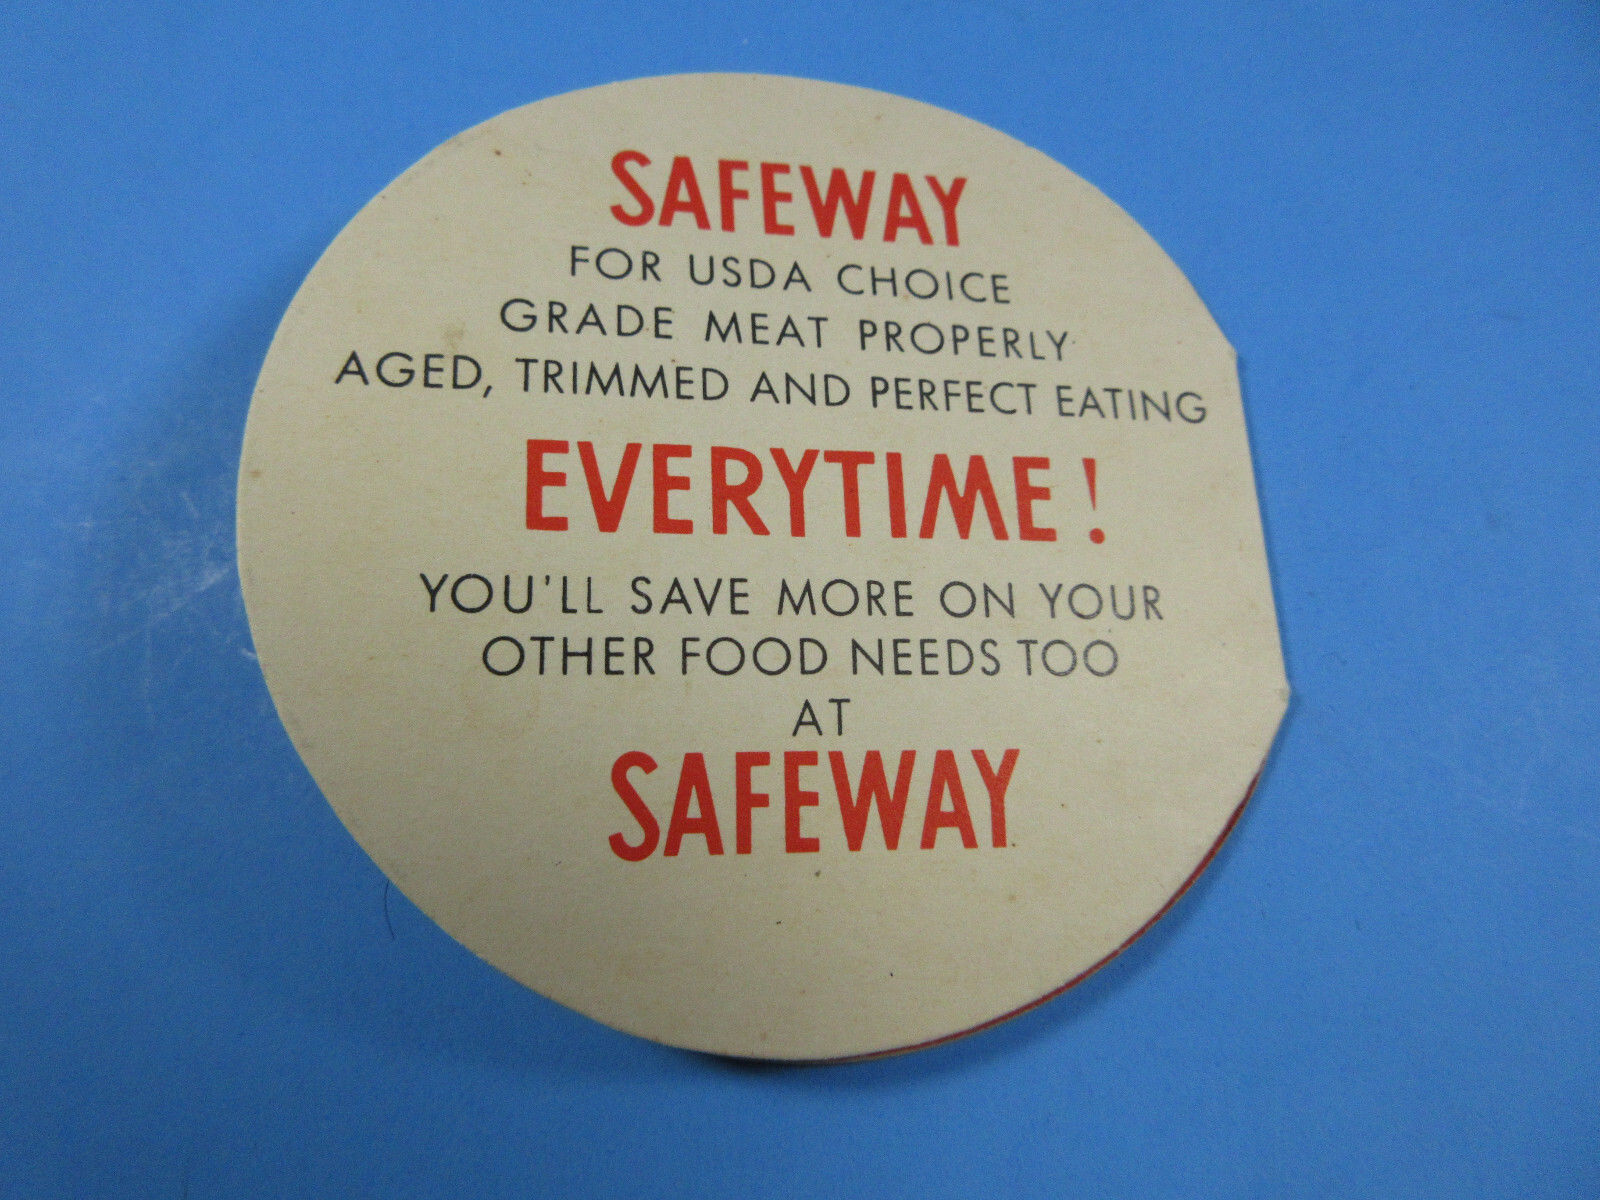 SAFEWAY
FOR USDA CHOICE
GRADE MEAT PROPERLY
AGED, TRIMMED AND PERFECT EATING
EVERYTIME!
YOU'LL SAVE MORE ON YOUR
OTHER FOOD NEEDS TOO
AT
SAFEWAY